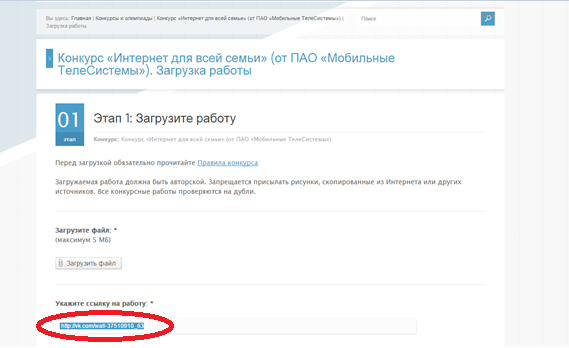 Вы здесь: Главная | Конкурсы и олимпиады | Конкурс «Интернет для всей семьи» (от ПАО «Мобильные ТелеСистемы») |
Загрузка работы
Поиск
Конкурс «Интернет для всей семьи» (от ПАО «Мобильные
ТелеСистемы»). Загрузка работы
01
этап
Этап 1: Загрузите работу
Конкурс: Конкурс «Интернет для всей семьи» (от ПАО «Мобильные ТелеСистемы»)
Перед загрузкой обязательно прочитайте Правила конкурса
Загружаемая работа должна быть авторской. Запрещается присылать рисунки, скопированные из Интернета или других
источников. Все конкурсные работы проверяются на дубли.
Загрузите файл: *
(максимум 5 МБ)
Загрузить файл
Укажите ссылку на работу: *
http://vk.com/wall-37510910_63